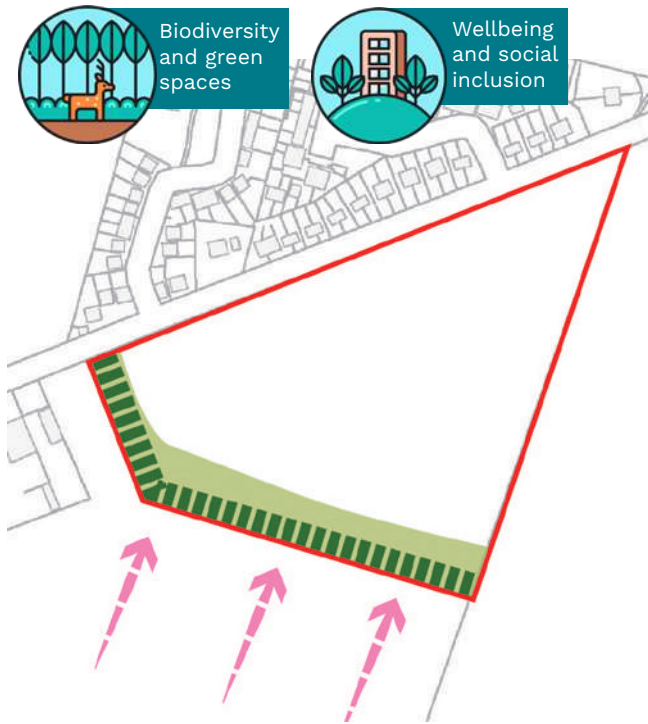 Biodiversity
and green
spaces
Wellbeing
and social
inclusion